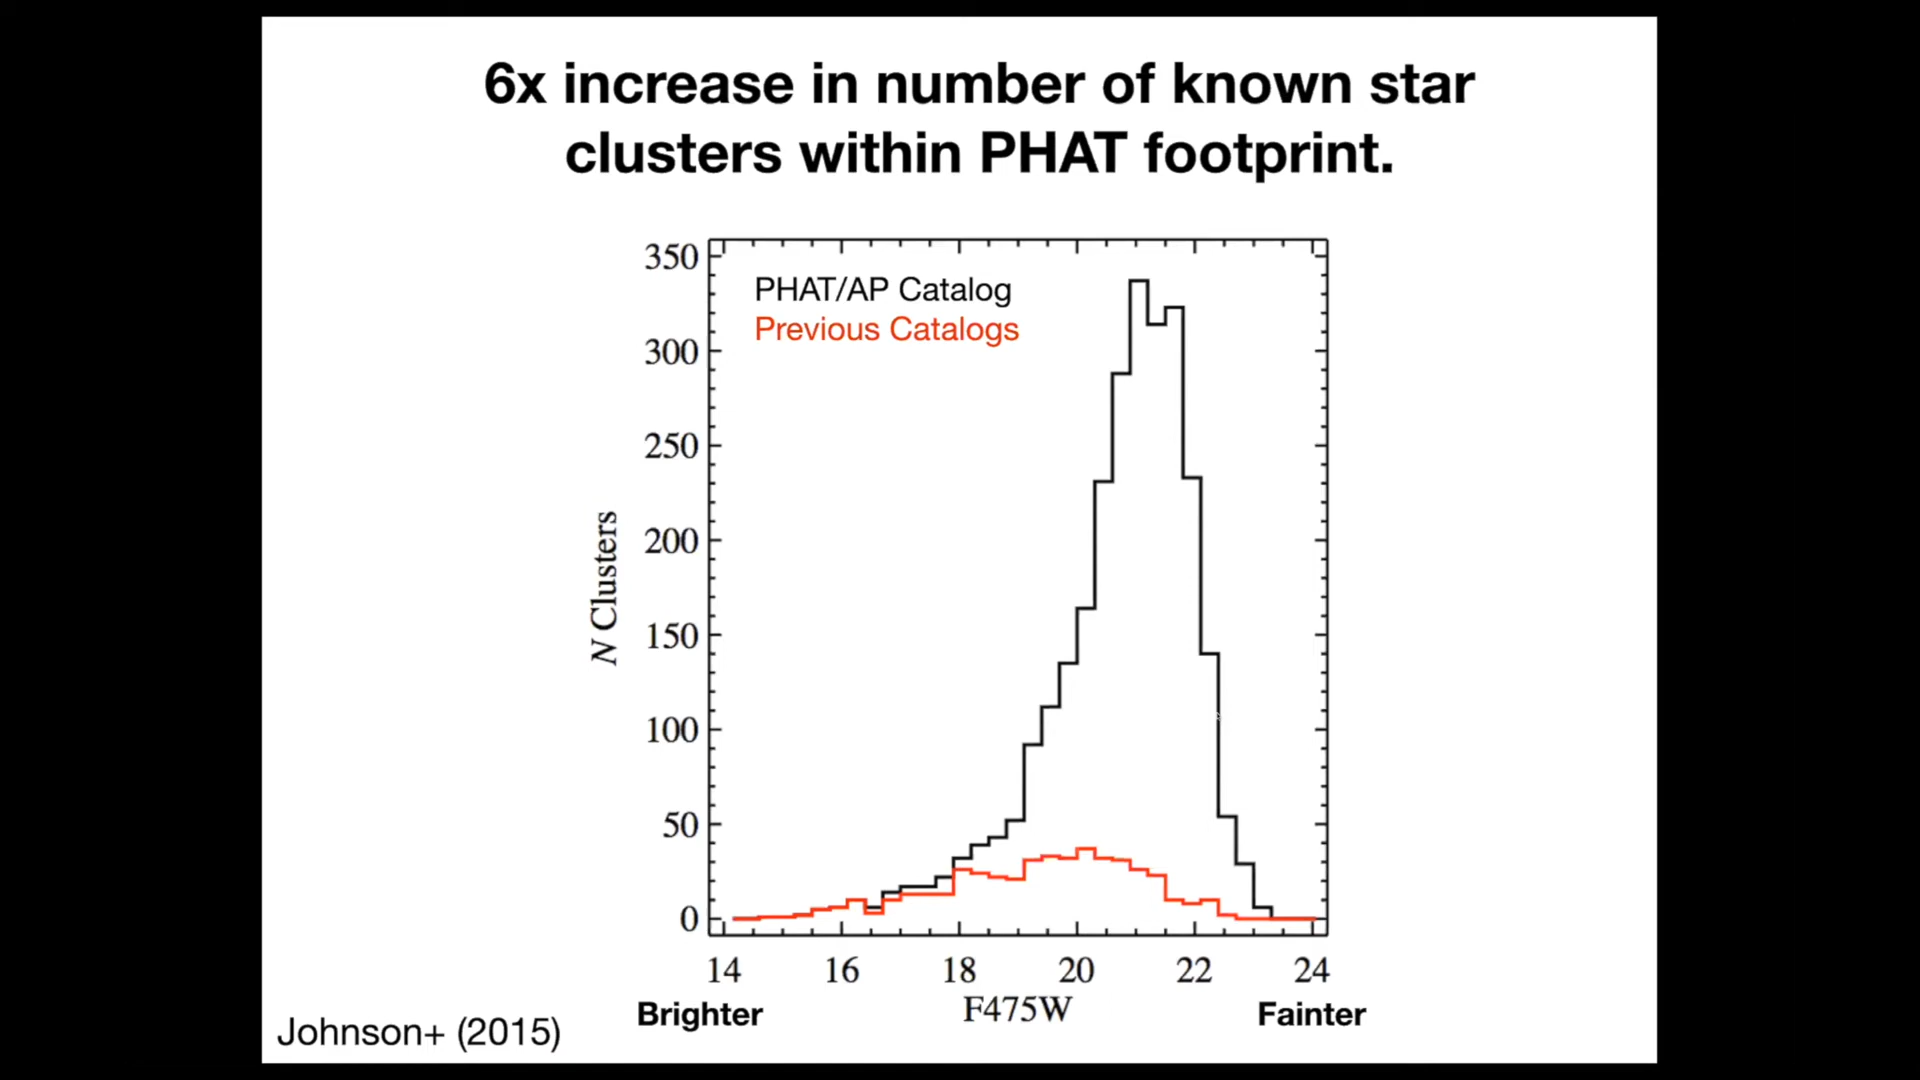 6x increase in number of known star
clusters within PHAT footprint.
PHAT/AP Catalog
Previous Catalogs
350
300
250
200
150
100
50
0
N Clusters
14 16 18 20 22 24
Brighter F475W Fainter
Johnson+ (2015)